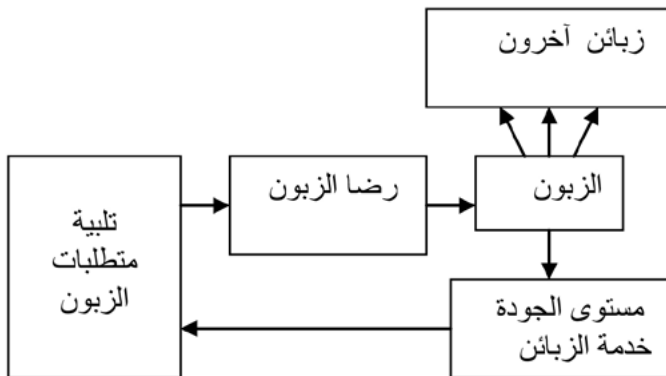 زبائن آخرون
الزبون
رضا الزبون
تلبية
متطلبات
الزبون
مستوى الجودة
خدمة الزبائن